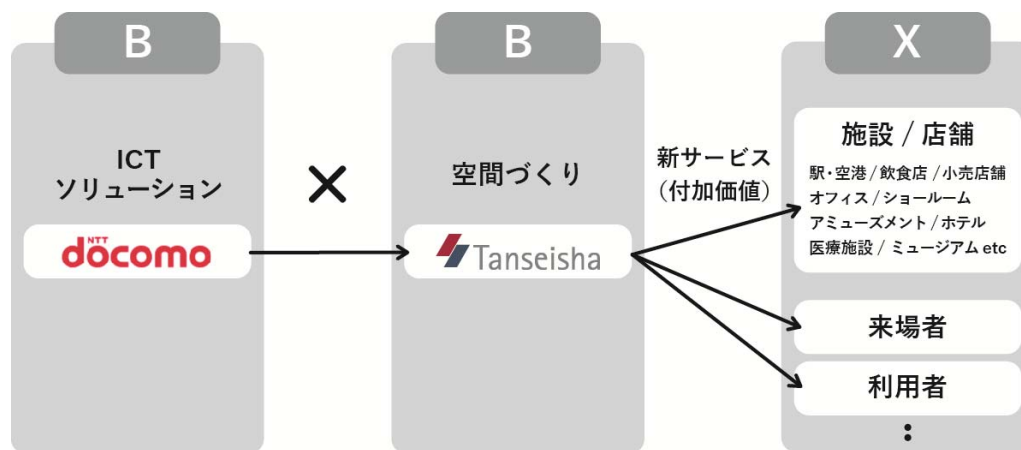 B
ICT
ソリューション
NTT
döcomo
×
B
空間づくり
Tanseisha
新サービス
（付加価値）
X
施設 / 店舗
駅・空港 / 飲食店 / 小売店舗
オフィス / ショールーム
アミューズメント / ホテル
医療施設 / ミュージアム etc
来場者
利用者
：